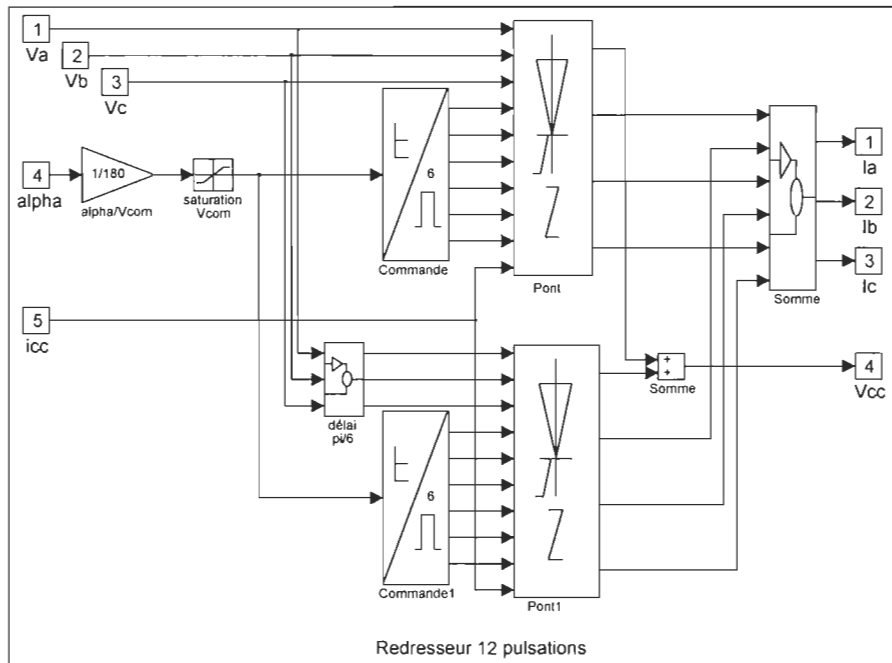 1
Va
2
Vb
3
Vc
4
alpha
1/180
alpha/Vcom
saturation
Vcom
6
Commande
Pont
Somme
1
Ia
2
Ib
3
Ic
5
icc
délai
pi/6
6
Commande1
Pont1
+
+
Somme
4
Vcc
Redresseur 12 pulsations